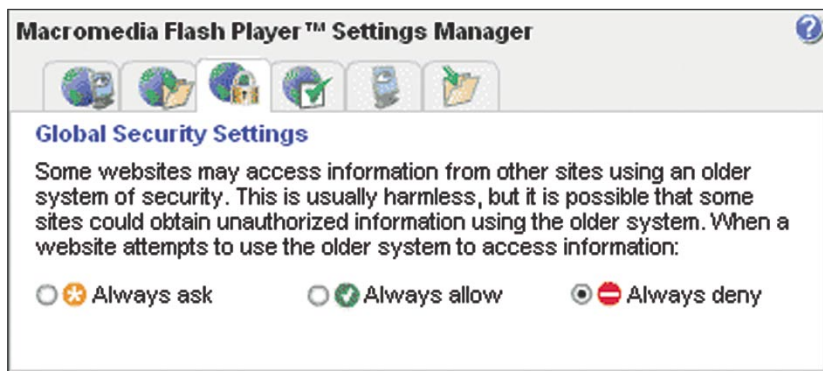 Macromedia Flash Player™ Settings Manager
Global Security Settings
Some websites may access information from other sites using an older
system of security. This is usually harmless, but it is possible that some
sites could obtain unauthorized information using the older system. When a
website attempts to use the older system to access information:
Always ask Always allow Always deny